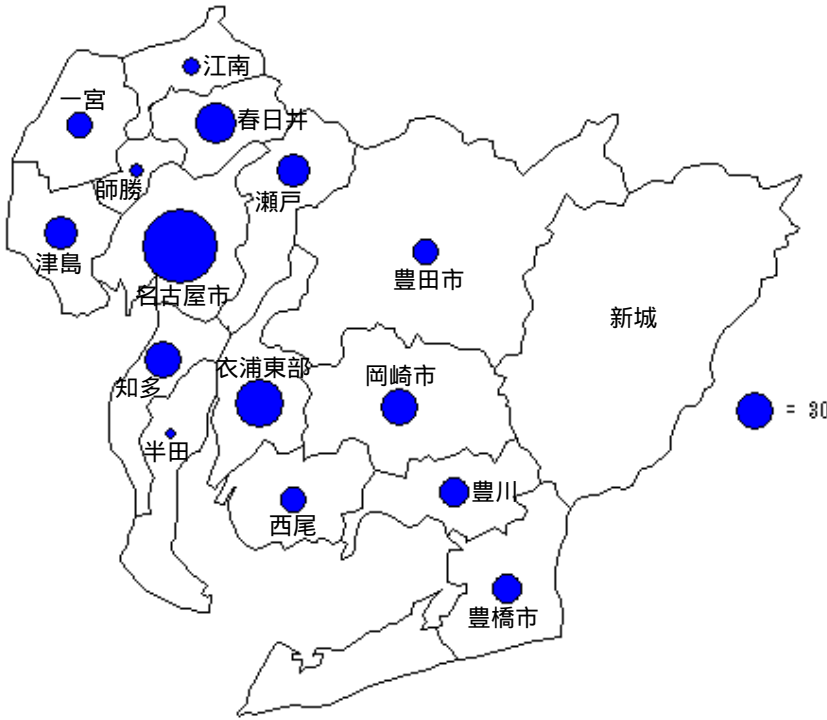 江南
一宮
春日井
師勝
瀬戸
津島
豊田市
名古屋市
新城
衣浦東部
岡崎市
知多
= 30
半田
豊川
西尾
豊橋市